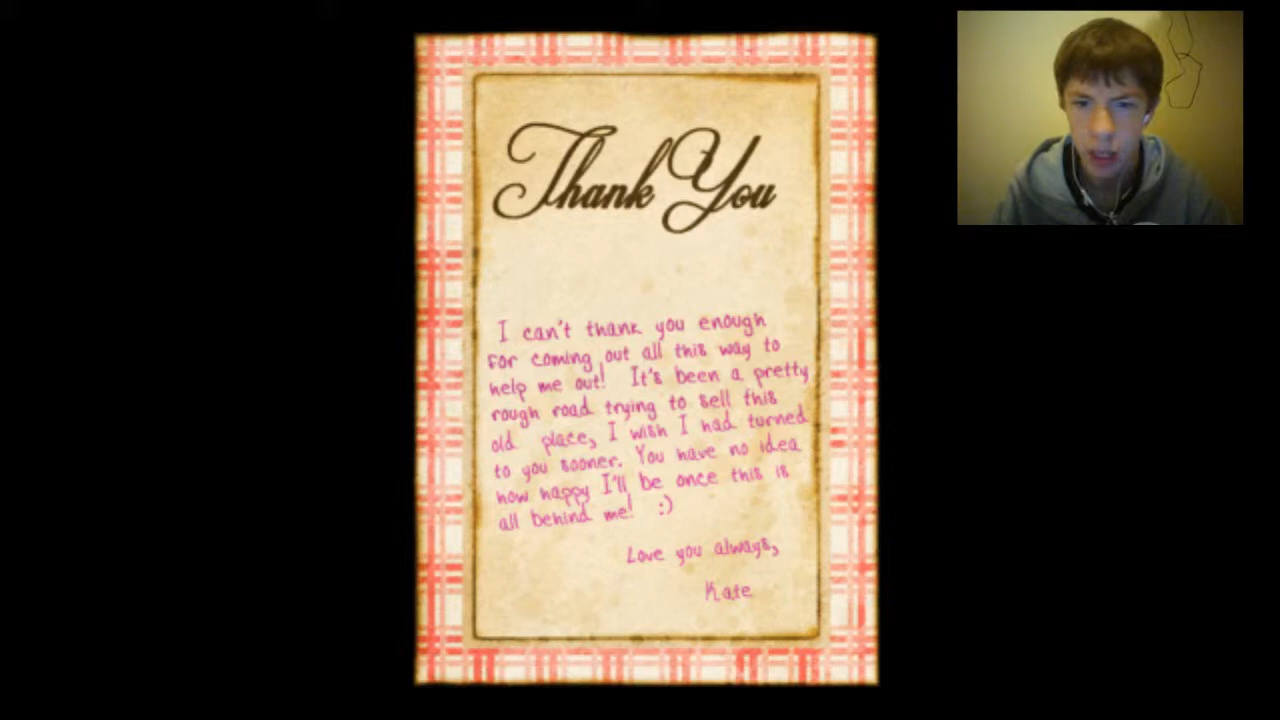 Thank You
I can't thank you enough
for coming out all this way to
help me out! It's been a pretty
rough road trying to sell this
old place, I wish I had turned
to you sooner. You have no idea
how happy I'll be once this is
all behind me! :)
Love you always,
Kate